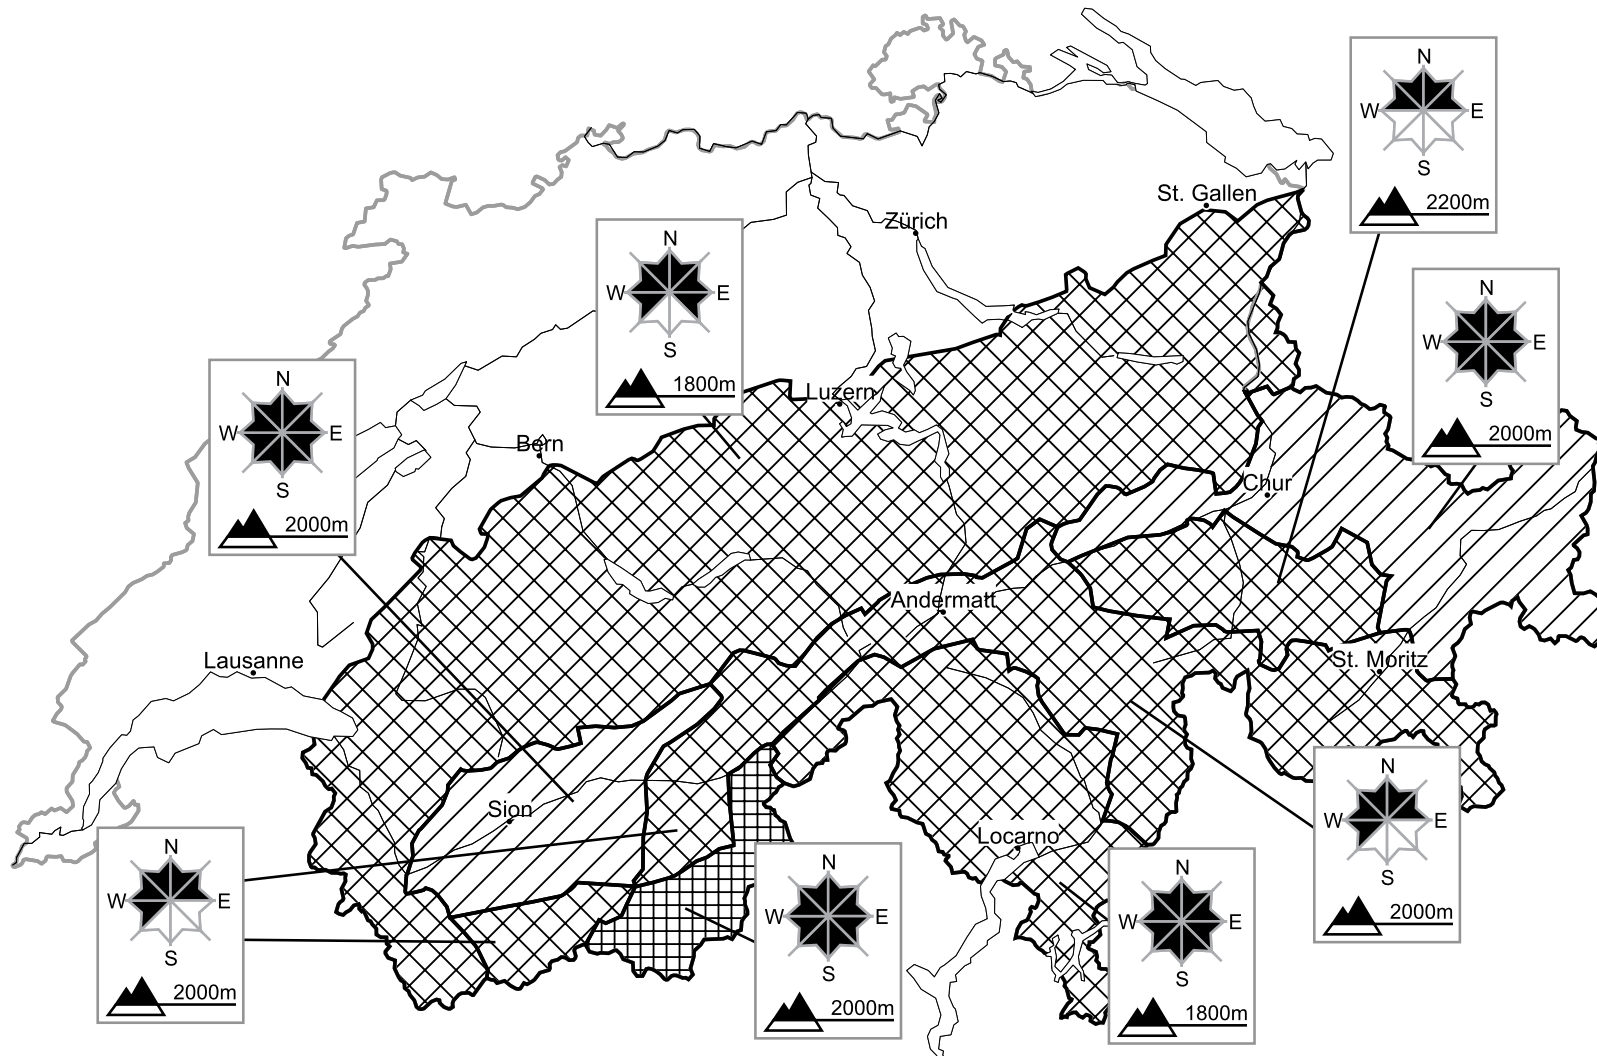 N
W E
S
2200m
St. Gallen
Zürich
N
W E
S
1800m
N
W E
S
2000m
Luzern
N
W E
S
2000m
Bern
Chur
Andermatt
Lausanne
St. Moritz
Sion
Locarno
N
W E
S
2000m
N
W E
S
2000m
N
W E
S
2000m
N
W E
S
1800m